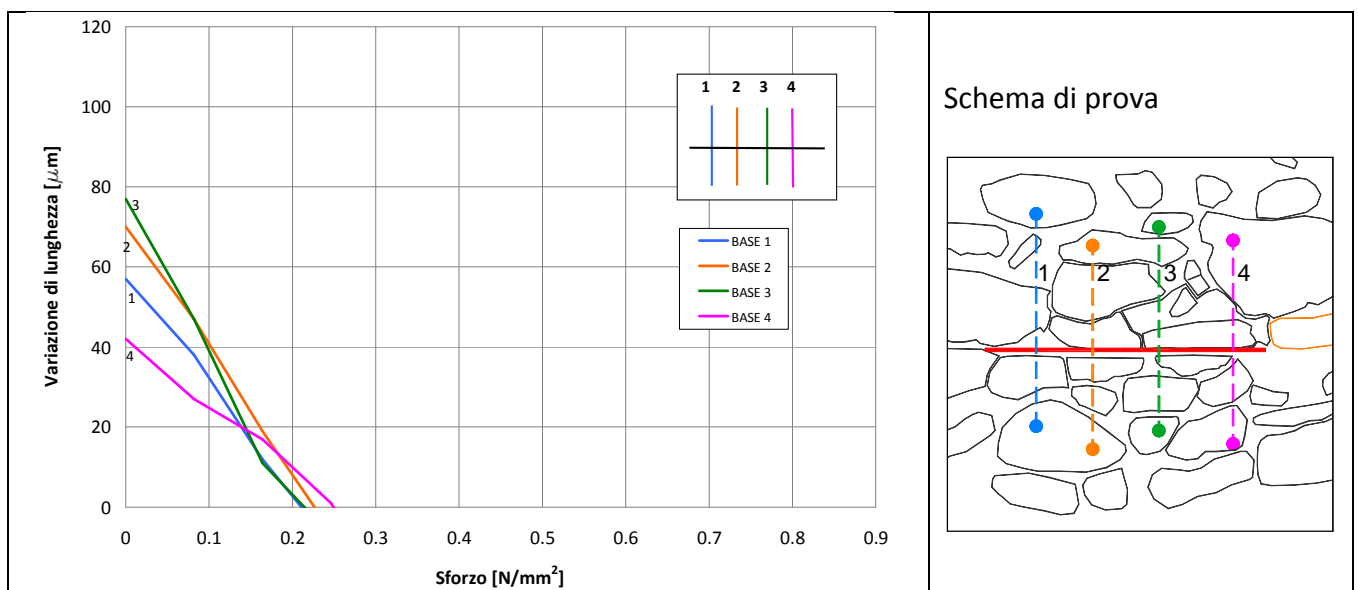 120
100
80
60
40
20
0
Variazione di lunghezza [μm]
0 0.1 0.2 0.3 0.4 0.5 0.6 0.7 0.8 0.9
Sforzo [N/mm²]
3
2
1
4
1 2 3 4
BASE 1
BASE 2
BASE 3
BASE 4
Schema di prova
1 2 3 4